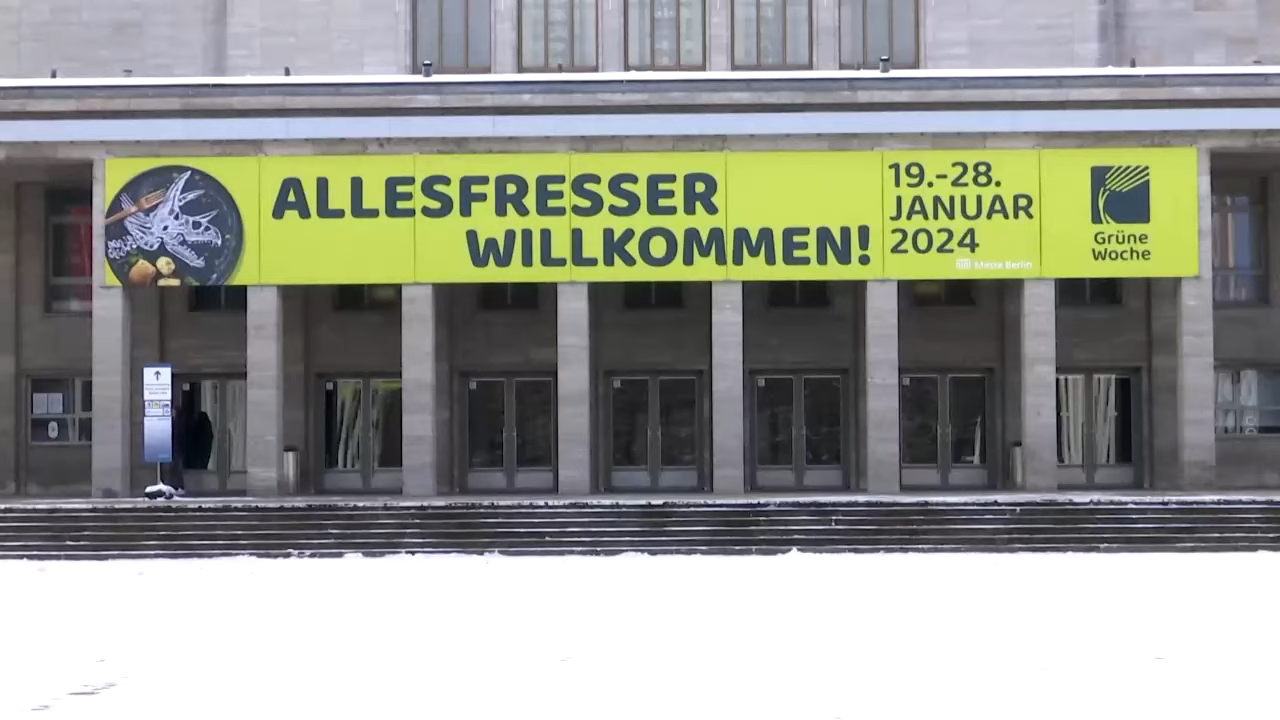 ALLESFRESSER
WILLKOMMEN!
19.-28.
JANUAR
2024
Messe Berlin
Grüne
Woche